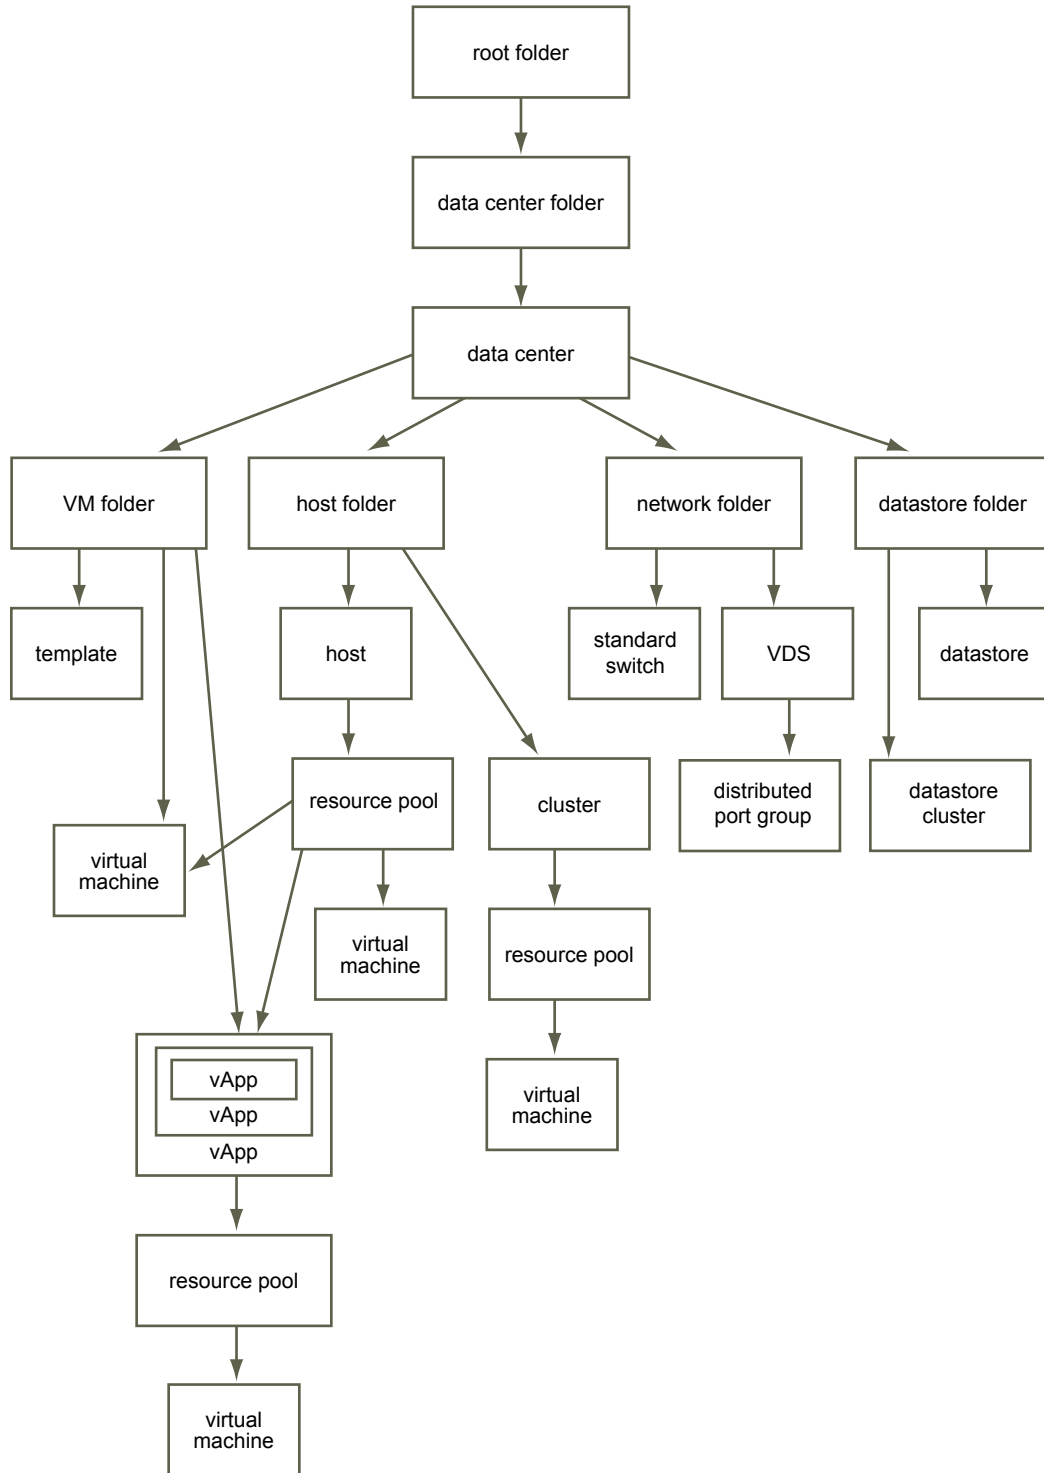 root folder
data center folder
data center
VM folder
host folder
network folder
datastore folder
template
host
standard
switch
VDS
datastore
resource pool
cluster
distributed
port group
datastore
cluster
virtual
machine
virtual
machine
resource pool
vApp
vApp
vApp
virtual
machine
resource pool
virtual
machine